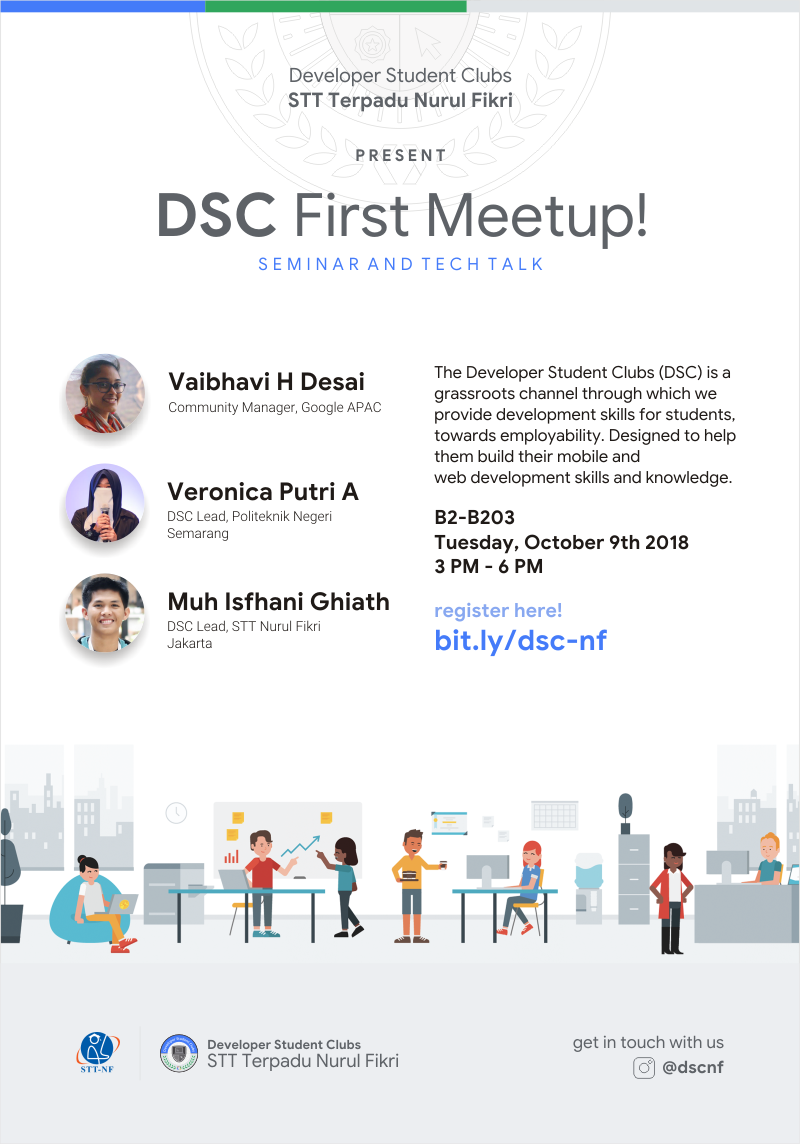 Developer Student Clubs
STT Terpadu Nurul Fikri
PRESENT
DSC First Meetup!
SEMINAR AND TECH TALK
Vaibhavi H Desai
Community Manager, Google APAC
Veronica Putri A
DSC Lead, Politeknik Negeri
Semarang
Muh Isfhani Ghiath
DSC Lead, STT Nurul Fikri
Jakarta
The Developer Student Clubs (DSC) is a
grassroots channel through which we
provide development skills for students,
towards employability. Designed to help
them build their mobile and
web development skills and knowledge.
B2-B203
Tuesday, October 9th 2018
3 PM - 6 PM
register here!
bit.ly/dsc-nf
STT-NF
Developer Student Clubs
STT Terpadu Nurul Fikri
get in touch with us
@dscnf